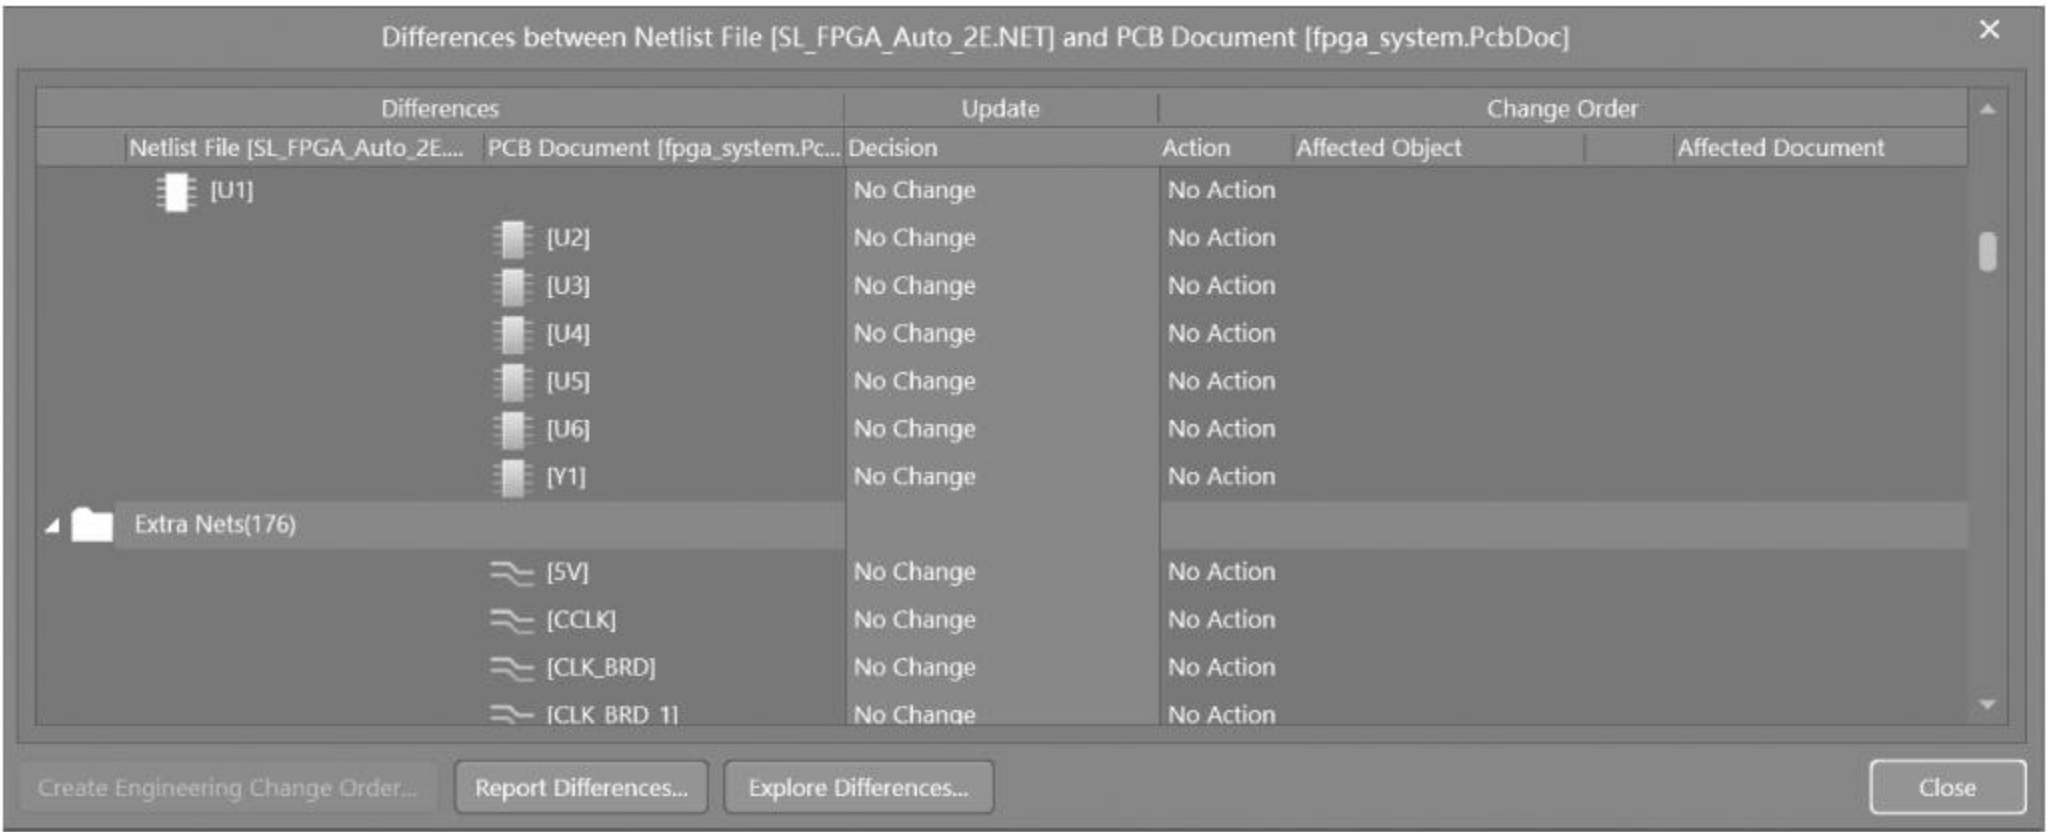 Differences between Netlist File [SL_FPGA_Auto_2E.NET] and PCB Document [fpga_system.PcbDoc]
Differences Update Change Order
Netlist File [SL_FPGA_Auto_2E.... PCB Document [fpga_system.Pc... Decision Action Affected Object Affected Document
[U1] No Change No Action
[U2] No Change No Action
[U3] No Change No Action
[U4] No Change No Action
[U5] No Change No Action
[U6] No Change No Action
[Y1] No Change No Action
Extra Nets(176)
[5V] No Change No Action
[CCLK] No Change No Action
[CLK_BRD] No Change No Action
[CLK_BRD_1] No Change No Action
Create Engineering Change Order... Report Differences... Explore Differences... Close